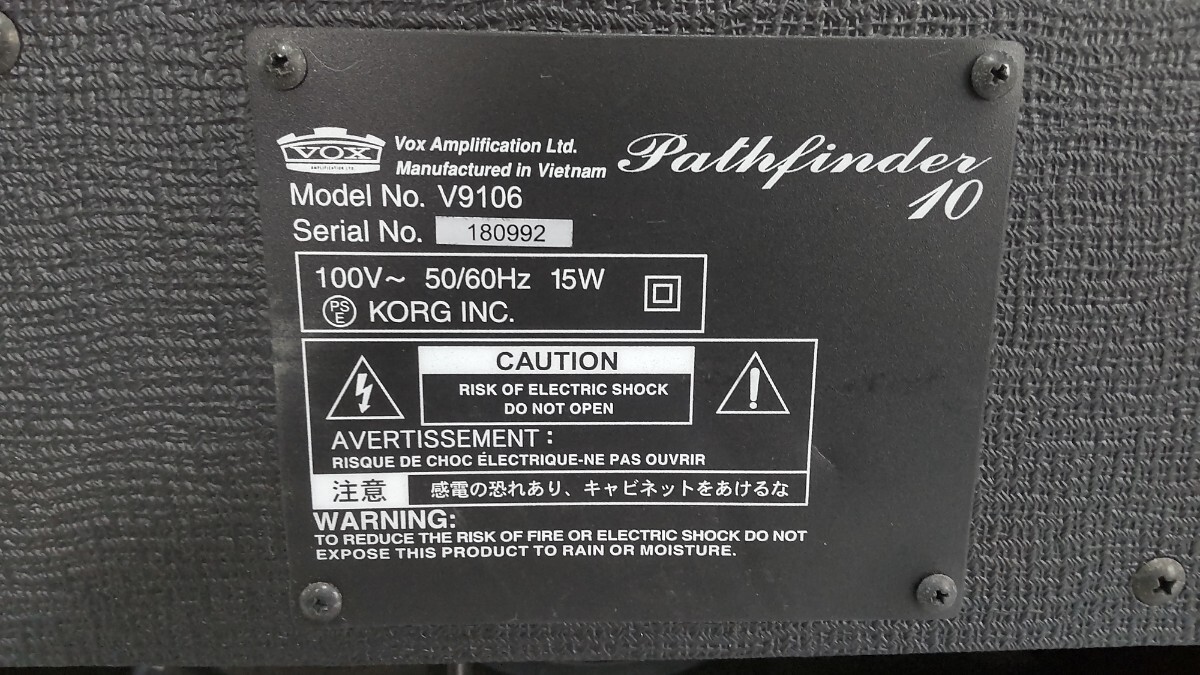 VOX
AMPLIFICATION LTD
Vox Amplification Ltd.
Manufactured in Vietnam
Pathfinder
10
Model No. V9106
Serial No. 180992
100V~ 50/60Hz 15W
PS
E
KORG INC.
CAUTION
RISK OF ELECTRIC SHOCK
DO NOT OPEN
AVERTISSEMENT :
RISQUE DE CHOC ÉLECTRIQUE-NE PAS OUVRIR
注意 感電の恐れあり、キャビネットをあけるな
WARNING:
TO REDUCE THE RISK OF FIRE OR ELECTRIC SHOCK DO NOT
EXPOSE THIS PRODUCT TO RAIN OR MOISTURE.